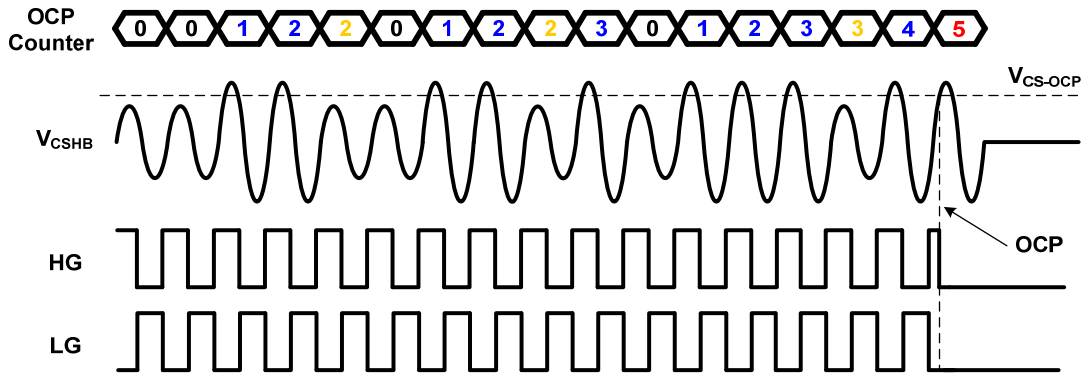 OCP
Counter
0 0 1 2 2 0 1 2 2 3 0 1 2 3 3 4 5
VCS-OCP
VCSHB
HG
OCP
LG